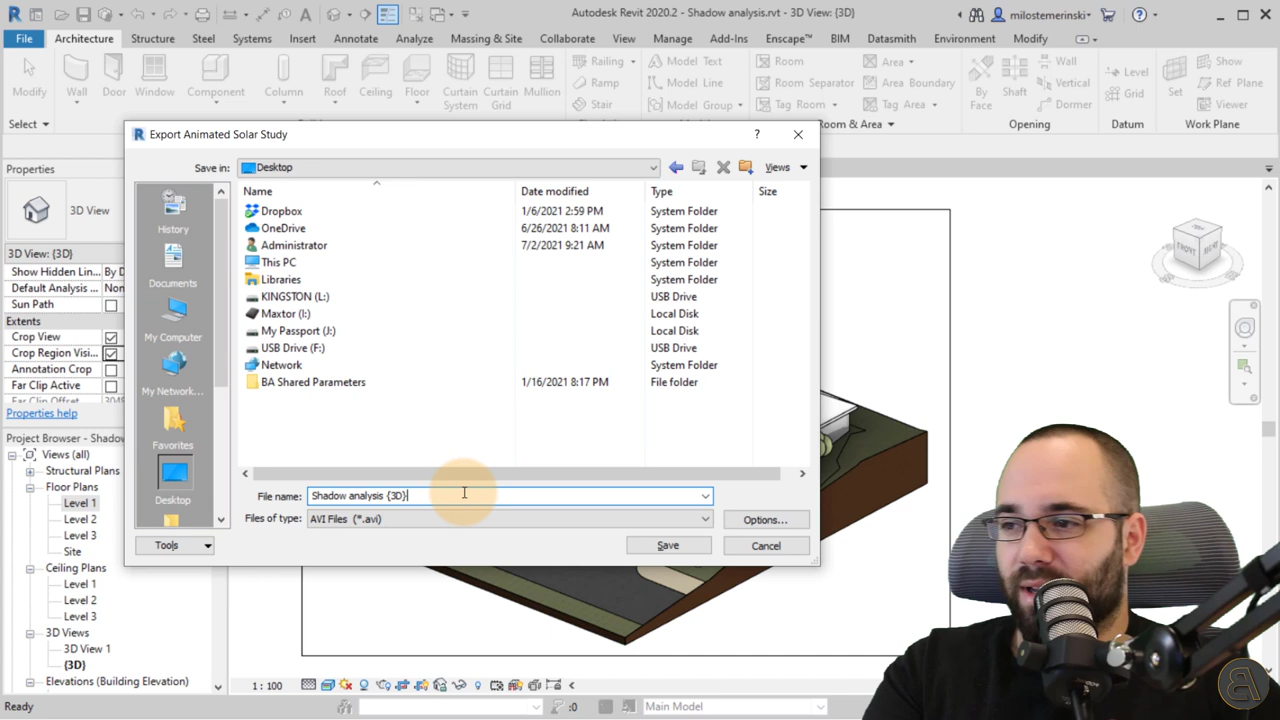 Autodesk Revit 2020.2 - Shadow analysis.rvt - 3D View: {3D}
milostemerinski
File
Architecture
Structure
Steel
Systems
Insert
Annotate
Analyze
Massing & Site
Collaborate
View
Manage
Add-Ins
Enscape™
BIM
Datasmith
Environment
Modify
Modify
Wall
Door
Window
Component
Column
Roof
Ceiling
Floor
Curtain
System
Curtain
Grid
Mullion
Railing
Ramp
Stair
Model Text
Model Line
Model Group
Room
Room Separator
Tag Room
Area
Area Boundary
Tag Area
By
Face
Shaft
Wall
Vertical
Dormer
Level
Grid
Set
Show
Ref Plane
Viewer
Select
Room & Area
Opening
Datum
Work Plane
Properties
3D View
3D View: {3D}
Show Hidden Lin...
By D
Default Analysis ...
Non
Sun Path
Extents
Crop View
Crop Region Visi...
Annotation Crop
Far Clip Active
Far Clip Offset
Properties help
Project Browser - Shadow
Views (all)
Structural Plans
Floor Plans
Level 1
Level 2
Level 3
Site
Ceiling Plans
Level 1
Level 2
Level 3
3D Views
3D View 1
{3D}
Elevations (Building Elevation)
Export Animated Solar Study
Save in:
Desktop
Views
History
Documents
My Computer
My Network...
Favorites
Desktop
Name
Date modified
Type
Size
Dropbox 1/6/2021 2:59 PM System Folder
OneDrive 6/26/2021 8:11 AM System Folder
Administrator 7/2/2021 9:21 AM System Folder
This PC System Folder
Libraries System Folder
KINGSTON (L:) USB Drive
Maxtor (I:) Local Disk
My Passport (J:) Local Disk
USB Drive (F:) USB Drive
Network System Folder
BA Shared Parameters 1/16/2021 8:17 PM File folder
File name:
Shadow analysis {3D}
Files of type:
AVI Files (*.avi)
Options...
Tools
Save
Cancel
FRONT
RIGHT
1 : 100
Ready
:0
Main Model